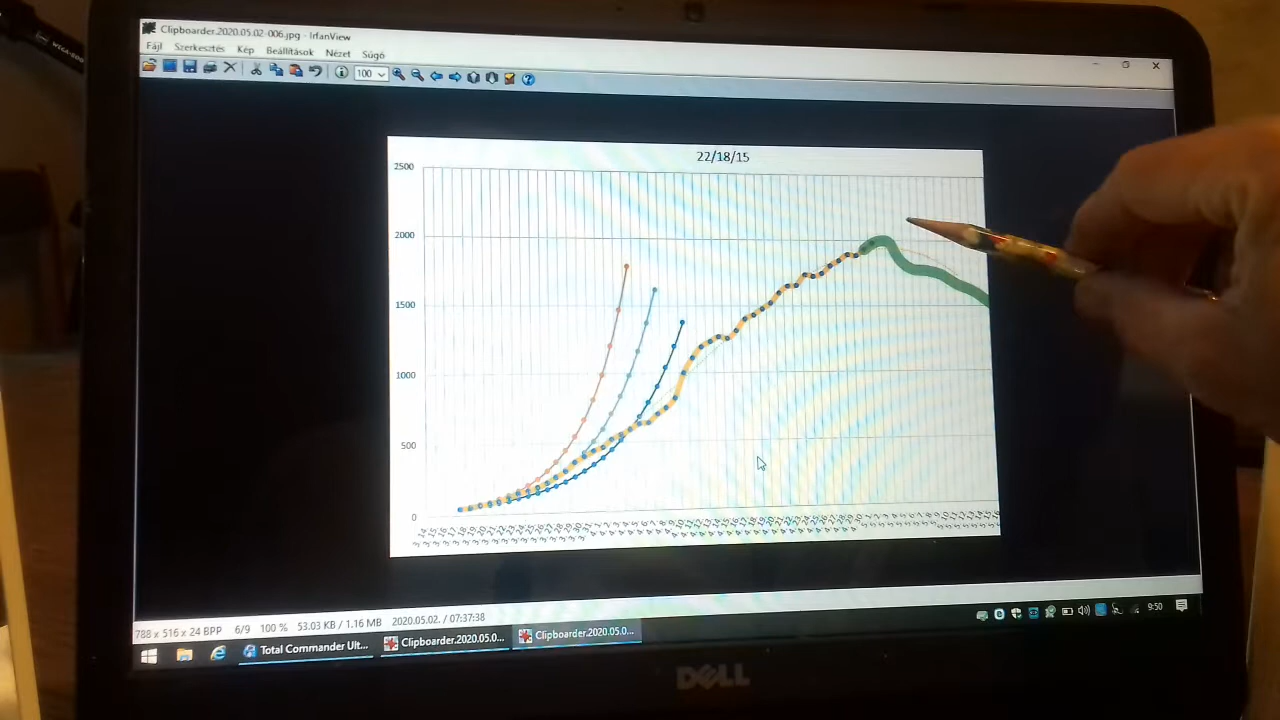 Clipboarder.2020.05.02-006.jpg - IrfanView
Fájl Szerkesztés Kép Beállítások Nézet Súgó
100
22/18/15
2500
2000
1500
1000
500
0
788 x 516 x 24 BPP 6/9 100 % 53.03 KB / 1.16 MB 2020.05.02. / 07:37:38
Total Commander Ult... Clipboarder.2020.05.0... Clipboarder.2020.05.0... 9:50
DELL